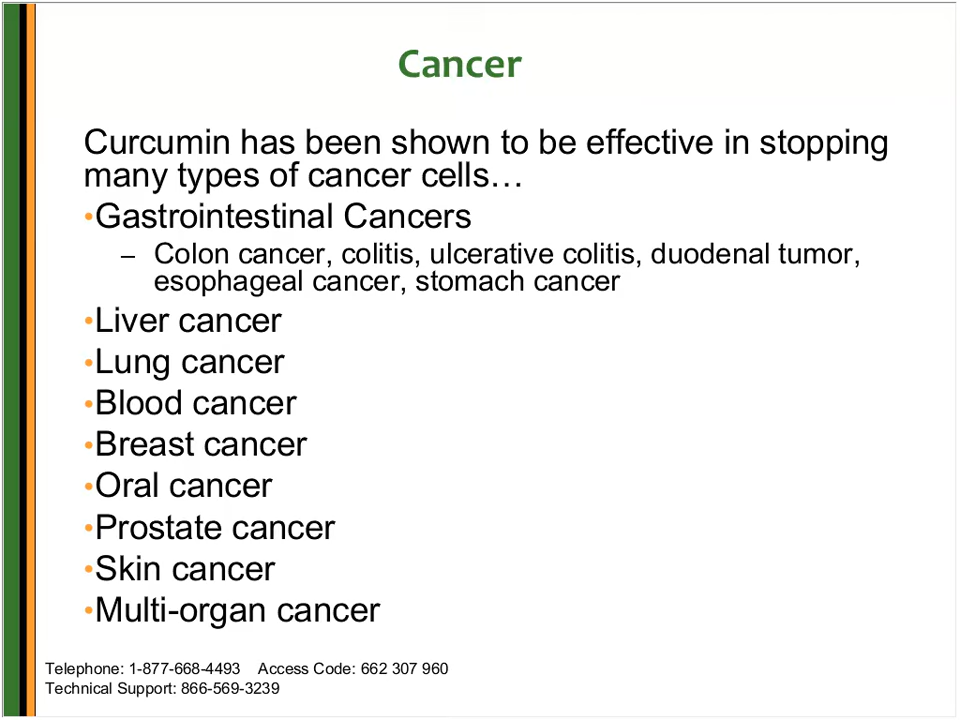 Cancer
Curcumin has been shown to be effective in stopping
many types of cancer cells…
•Gastrointestinal Cancers
– Colon cancer, colitis, ulcerative colitis, duodenal tumor,
esophageal cancer, stomach cancer
•Liver cancer
•Lung cancer
•Blood cancer
•Breast cancer
•Oral cancer
•Prostate cancer
•Skin cancer
•Multi-organ cancer
Telephone: 1-877-668-4493 Access Code: 662 307 960
Technical Support: 866-569-3239